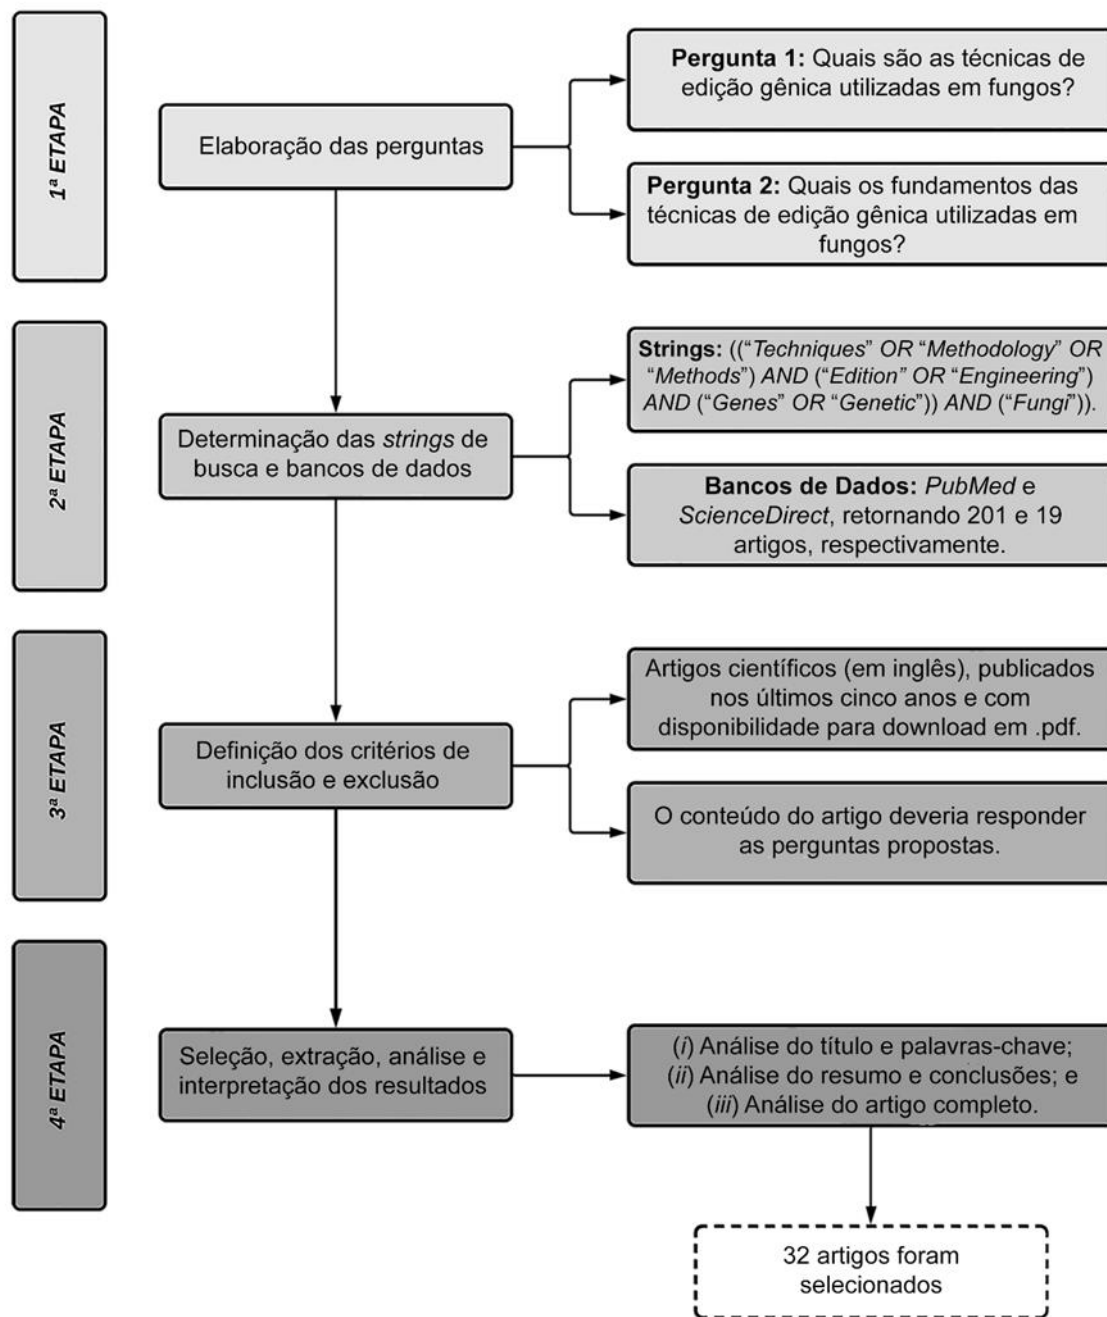 1ª ETAPA
Elaboração das perguntas
Pergunta 1: Quais são as técnicas de
edição gênica utilizadas em fungos?
Pergunta 2: Quais os fundamentos das
técnicas de edição gênica utilizadas em
fungos?
2ª ETAPA
Determinação das strings de
busca e bancos de dados
Strings: ((“Techniques” OR “Methodology” OR
“Methods”) AND (“Edition” OR “Engineering”)
AND (“Genes” OR “Genetic”)) AND (“Fungi”)).
Bancos de Dados: PubMed e
ScienceDirect, retornando 201 e 19
artigos, respectivamente.
3ª ETAPA
Definição dos critérios de
inclusão e exclusão
Artigos científicos (em inglês), publicados
nos últimos cinco anos e com
disponibilidade para download em .pdf.
O conteúdo do artigo deveria responder
as perguntas propostas.
4ª ETAPA
Seleção, extração, análise e
interpretação dos resultados
(i) Análise do título e palavras-chave;
(ii) Análise do resumo e conclusões; e
(iii) Análise do artigo completo.
32 artigos foram
selecionados